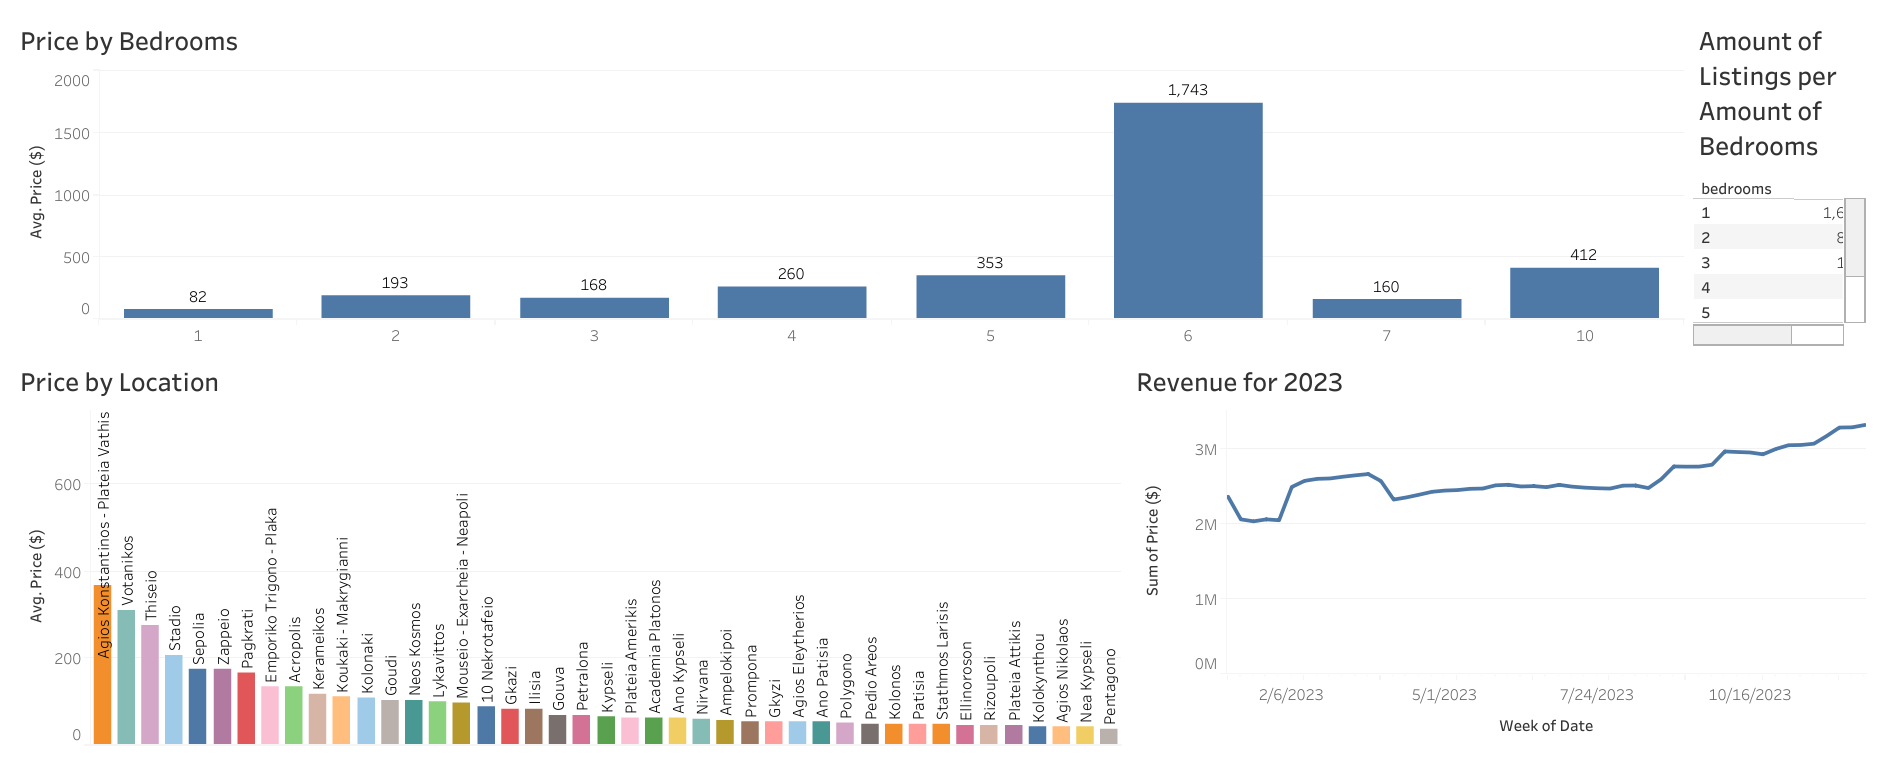 Price by Bedrooms
Avg. Price ($)
2000
1500
1000
500
0
82
193
168
260
353
1,743
160
412
1
2
3
4
5
6
7
10
Amount of
Listings per
Amount of
Bedrooms
bedrooms
1 1,6
2
3 1
4
5
Price by Location
Avg. Price ($)
600
400
200
0
Agios Konstantinos - Plateia Vathis
Votanikos
Thiseio
Stadio
Sepolia
Zappeio
Pagkrati
Emporiko Trigono - Plaka
Acropolis
Kerameikos
Koukaki - Makrygianni
Kolonaki
Goudi
Neos Kosmos
Lykavittos
Mouseio - Exarcheia - Neapoli
1O Nekrotafeio
Gkazi
Ilisia
Gouva
Petralona
Kypseli
Plateia Amerikis
Academia Platonos
Ano Kypseli
Nirvana
Ampelokipoi
Prompona
Gkyzi
Agios Eleytherios
Ano Patisia
Polygono
Pedio Areos
Kolonos
Patisia
Stathmos Larisis
Ellinoroson
Rizoupoli
Plateia Attikis
Kolokynthou
Agios Nikolaos
Nea Kypseli
Pentagono
Revenue for 2023
Sum of Price ($)
3M
2M
1M
0M
2/6/2023
5/1/2023
7/24/2023
10/16/2023
Week of Date